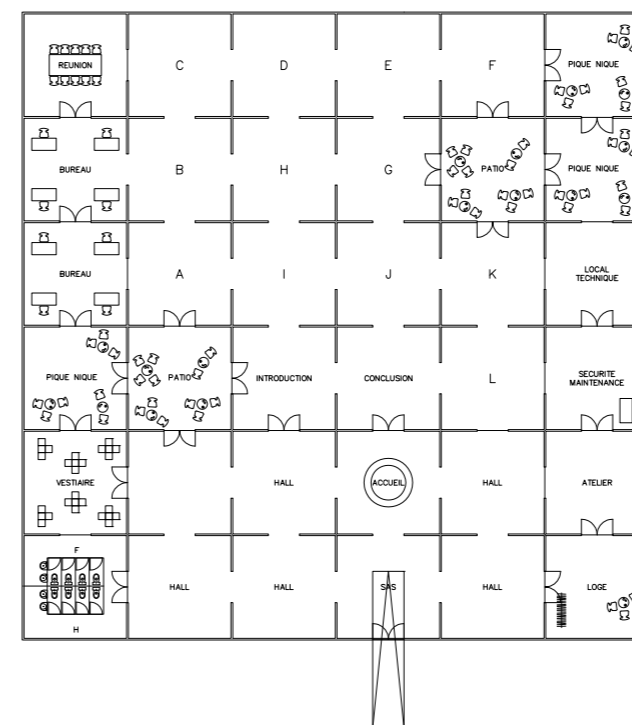 REUNION
C
D
E
F
PIQUE NIQUE
BUREAU
B
H
G
PATIO
PIQUE NIQUE
BUREAU
A
I
J
K
LOCAL
TECHNIQUE
PIQUE NIQUE
PATIO
INTRODUCTION
CONCLUSION
L
SECURITE
MAINTENANCE
VESTIAIRE
HALL
ACCUEIL
HALL
ATELIER
F
H
HALL
HALL
SAS
HALL
LOGE